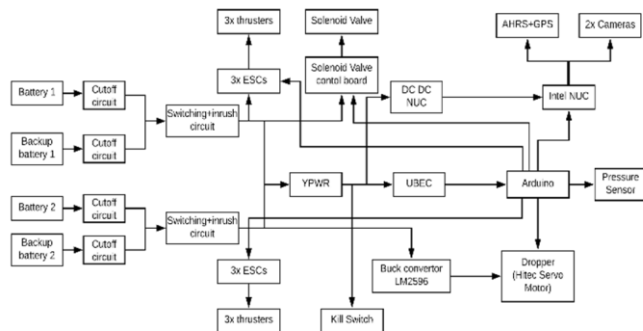 3x thrusters
Solenoid Valve
AHRS+GPS
2x Cameras
3x ESCs
Solenoid Valve
contol board
DC DC
NUC
Intel NUC
Battery 1
Cutoff
circuit
Switching+inrush
circuit
Backup
battery 1
Cutoff
circuit
YPWR
UBEC
Arduino
Pressure
Sensor
Battery 2
Cutoff
circuit
Switching+inrush
circuit
Backup
battery 2
Cutoff
circuit
3x ESCs
Buck convertor
LM2596
Dropper
(Hitec Servo
Motor)
3x thrusters
Kill Switch